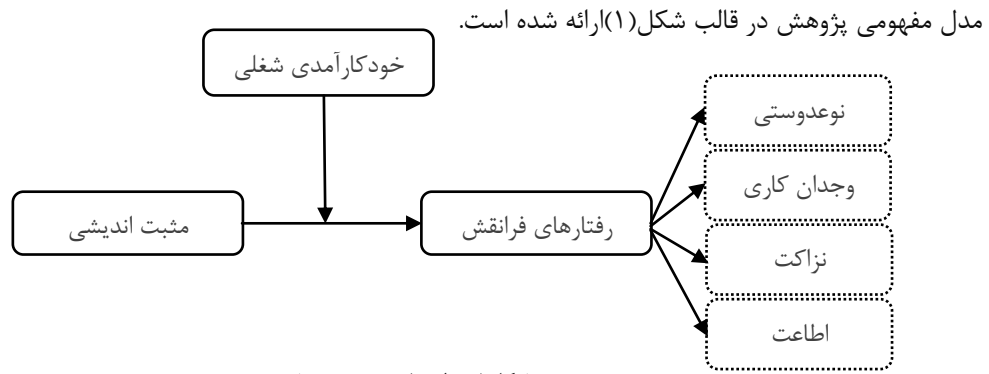 مدل مفهومی پژوهش در قالب شکل(۱)ارائه شده است.
خودکارآمدی شغلی
نوعدوستی
وجدان کاری
رفتارهای فرانقش
مثبت اندیشی
نزاکت
اطاعت